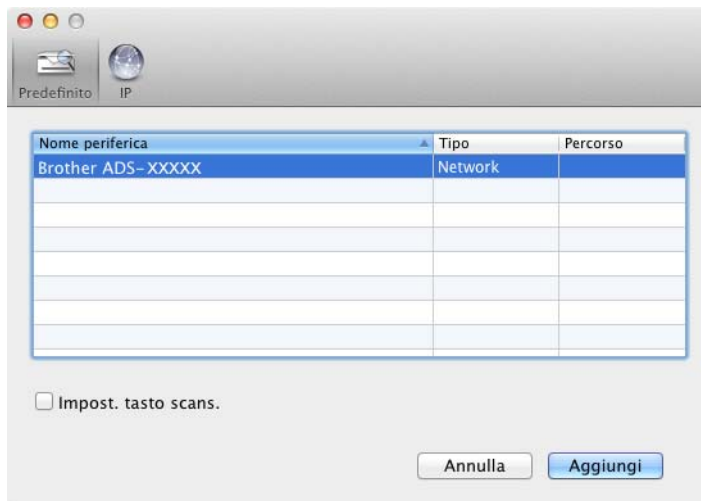 Predefinito IP
Nome periferica Tipo Percorso
Brother ADS-XXXXX Network
Impost. tasto scans.
Annulla Aggiungi